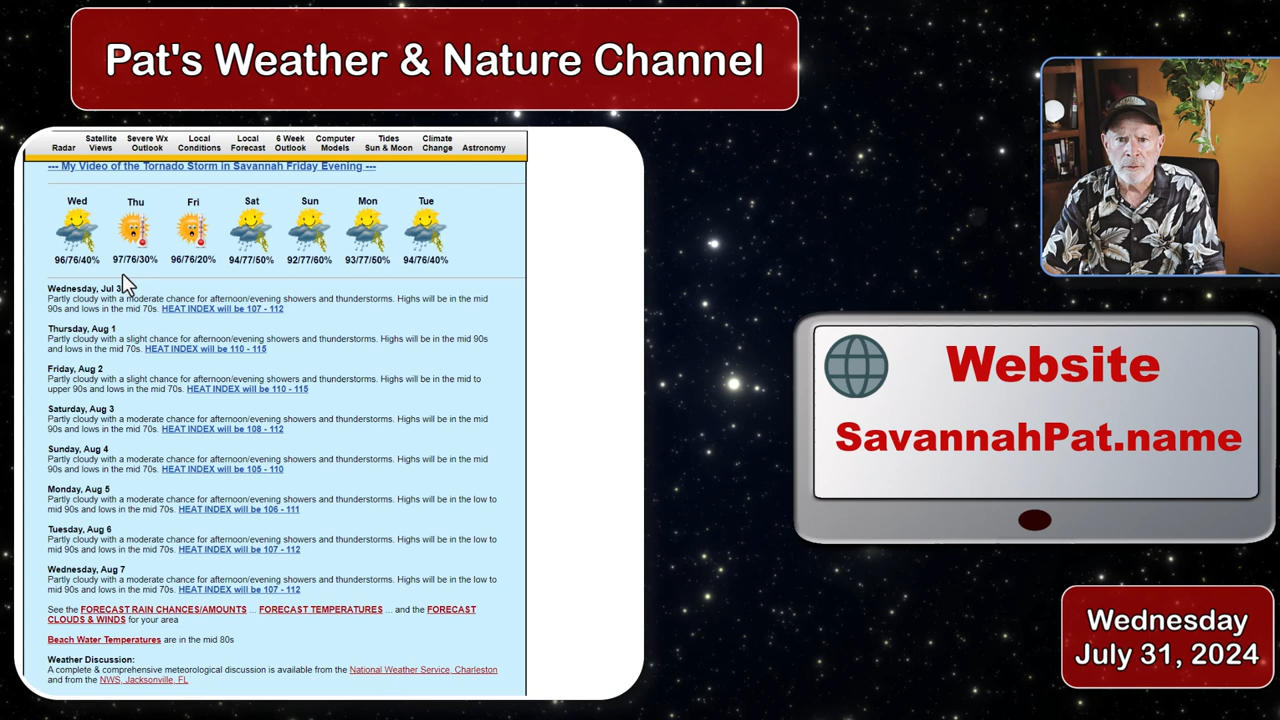 Pat's Weather & Nature Channel
Radar
Satellite Views
Severe Wx Outlook
Local Conditions
Local Forecast
6 Week Outlook
Computer Models
Tides Sun & Moon
Climate Change
Astronomy
--- My Video of the Tornado Storm in Savannah Friday Evening ---
Wed Thu Fri Sat Sun Mon Tue
96/76/40% 97/76/30% 96/76/20% 94/77/50% 92/77/60% 93/77/50% 94/76/40%
Wednesday, Jul 3
Partly cloudy with a moderate chance for afternoon/evening showers and thunderstorms. Highs will be in the mid
90s and lows in the mid 70s. HEAT INDEX will be 107 - 112
Thursday, Aug 1
Partly cloudy with a slight chance for afternoon/evening showers and thunderstorms. Highs will be in the mid 90s
and lows in the mid 70s. HEAT INDEX will be 110 - 115
Friday, Aug 2
Partly cloudy with a slight chance for afternoon/evening showers and thunderstorms. Highs will be in the mid to
upper 90s and lows in the mid 70s. HEAT INDEX will be 110 - 115
Saturday, Aug 3
Partly cloudy with a moderate chance for afternoon/evening showers and thunderstorms. Highs will be in the mid
90s and lows in the mid 70s. HEAT INDEX will be 108 - 112
Sunday, Aug 4
Partly cloudy with a moderate chance for afternoon/evening showers and thunderstorms. Highs will be in the mid
90s and lows in the mid 70s. HEAT INDEX will be 105 - 110
Monday, Aug 5
Partly cloudy with a moderate chance for afternoon/evening showers and thunderstorms. Highs will be in the low to
mid 90s and lows in the mid 70s. HEAT INDEX will be 106 - 111
Tuesday, Aug 6
Partly cloudy with a moderate chance for afternoon/evening showers and thunderstorms. Highs will be in the low to
mid 90s and lows in the mid 70s. HEAT INDEX will be 107 - 112
Wednesday, Aug 7
Partly cloudy with a moderate chance for afternoon/evening showers and thunderstorms. Highs will be in the low to
mid 90s and lows in the mid 70s. HEAT INDEX will be 107 - 112
See the FORECAST RAIN CHANCES/AMOUNTS ... FORECAST TEMPERATURES ... and the FORECAST
CLOUDS & WINDS for your area
Beach Water Temperatures are in the mid 80s
Weather Discussion:
A complete & comprehensive meteorological discussion is available from the National Weather Service, Charleston
and from the NWS, Jacksonville, FL
Website
SavannahPat.name
Wednesday
July 31, 2024